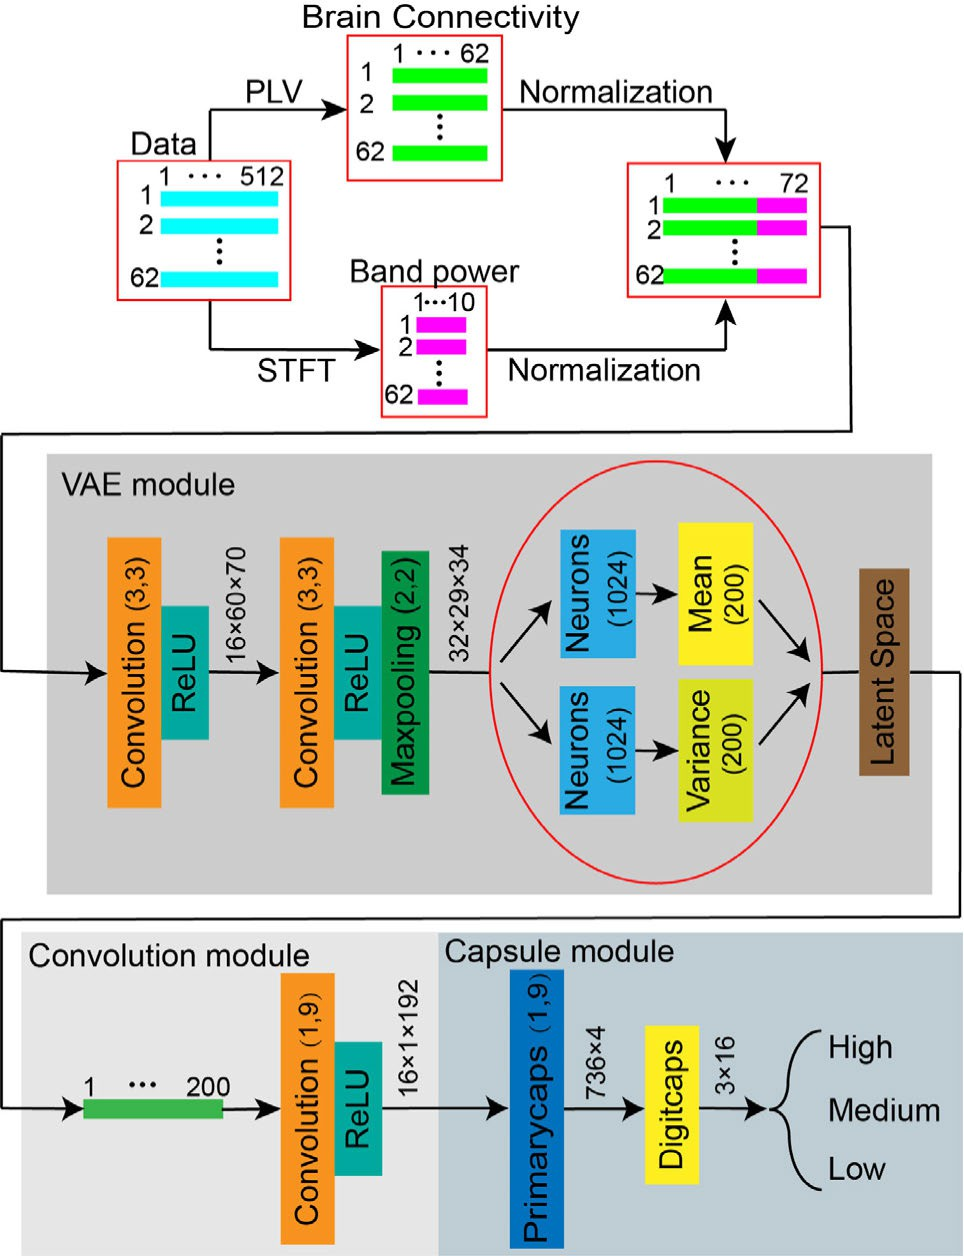 Brain Connectivity
1 ··· 62
1
2
⋮
62
PLV
Normalization
Data
1 ··· 512
1
2
⋮
62
1 ··· 72
1
2
⋮
62
Band power
1···10
1
2
⋮
62
STFT
Normalization
VAE module
Convolution (3,3)
ReLU
16×60×70
Convolution (3,3)
ReLU
Maxpooling (2,2)
32×29×34
Neurons
(1024)
Mean
(200)
Neurons
(1024)
Variance
(200)
Latent Space
Convolution module
1 ··· 200
Convolution (1,9)
ReLU
16×1×192
Capsule module
Primarycaps (1,9)
736×4
Digitcaps
3×16
High
Medium
Low